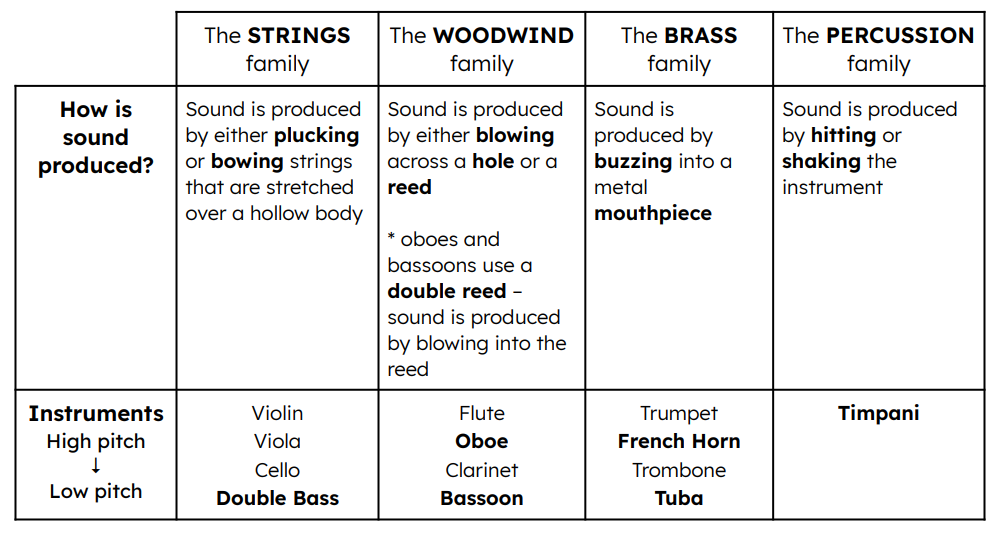 The STRINGS
family
The WOODWIND
family
The BRASS
family
The PERCUSSION
family
How is
sound
produced?
Sound is produced
by either plucking
or bowing strings
that are stretched
over a hollow body
Sound is produced
by either blowing
across a hole or a
reed
* oboes and
bassoons use a
double reed –
sound is produced
by blowing into the
reed
Sound is
produced by
buzzing into a
metal
mouthpiece
Sound is produced
by hitting or
shaking the
instrument
Instruments
High pitch
↓
Low pitch
Violin
Viola
Cello
Double Bass
Flute
Oboe
Clarinet
Bassoon
Trumpet
French Horn
Trombone
Tuba
Timpani